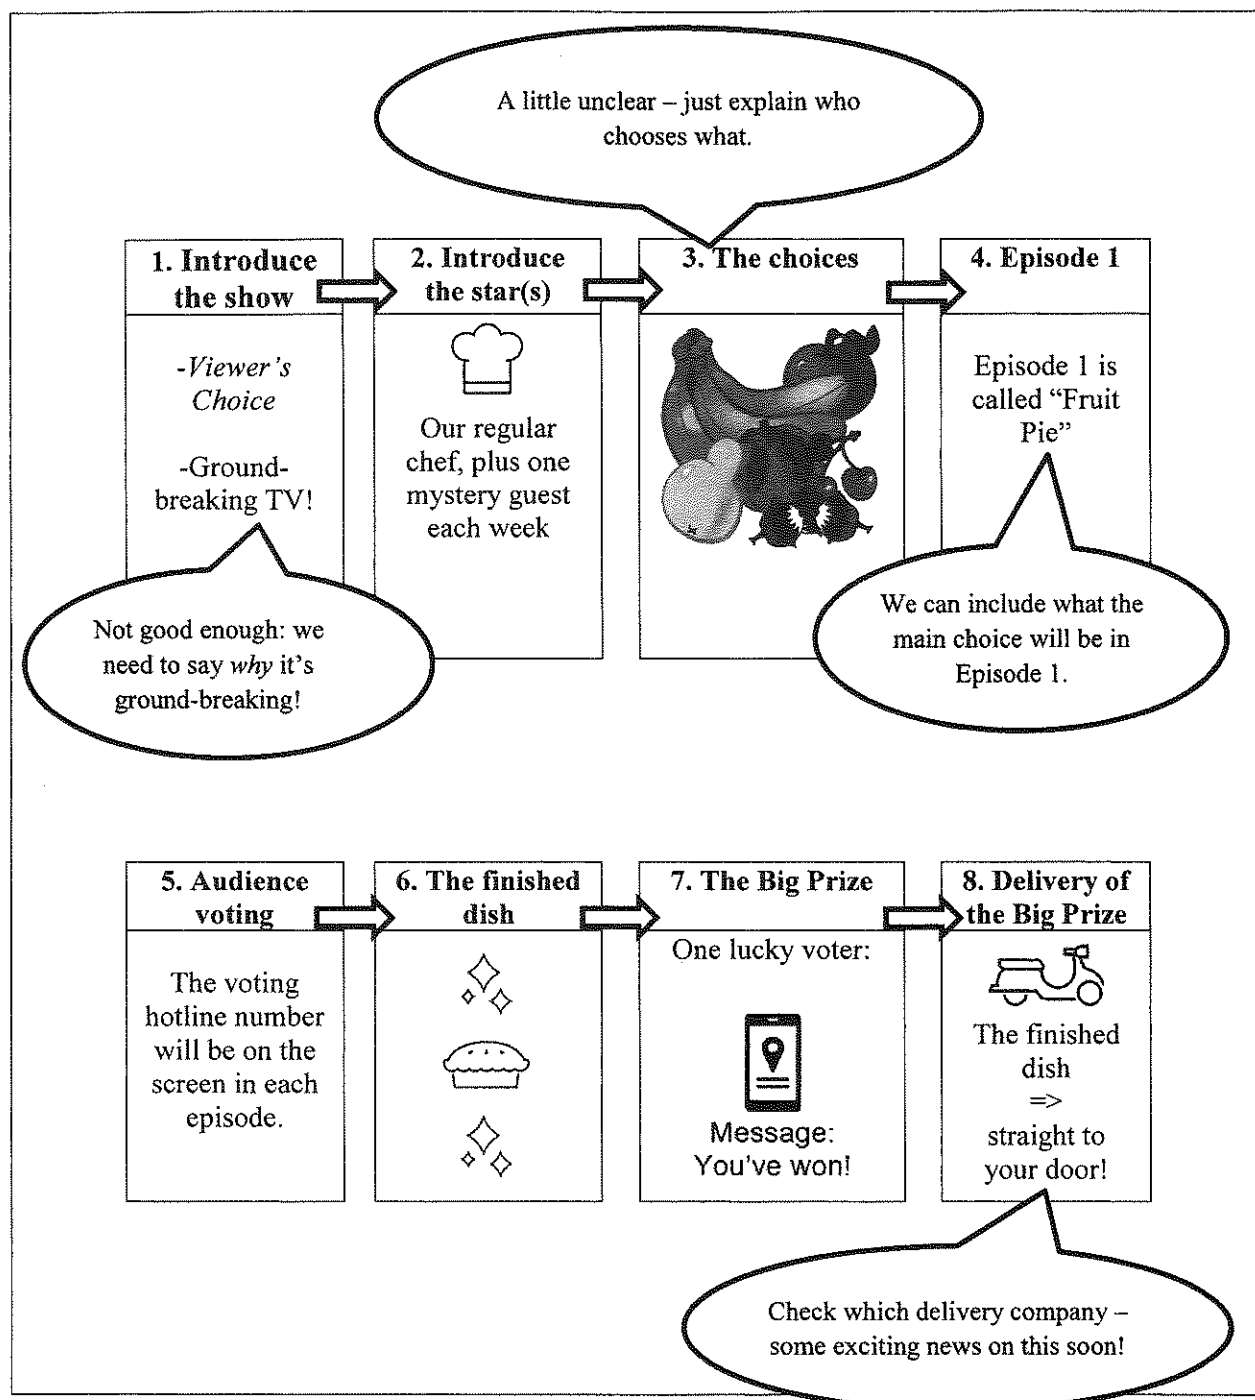 A little unclear – just explain who
chooses what.
1. Introduce
the show
2. Introduce
the star(s)
3. The choices
4. Episode 1
-Viewer's
Choice
-Ground-
breaking TV!
Our regular
chef, plus one
mystery guest
each week
Episode 1 is
called “Fruit
Pie”
Not good enough: we
need to say why it's
ground-breaking!
We can include what the
main choice will be in
Episode 1.
5. Audience
voting
6. The finished
dish
7. The Big Prize
8. Delivery of
the Big Prize
The voting
hotline number
will be on the
screen in each
episode.
One lucky voter:
Message:
You've won!
The finished
dish
=>
straight to
your door!
Check which delivery company –
some exciting news on this soon!